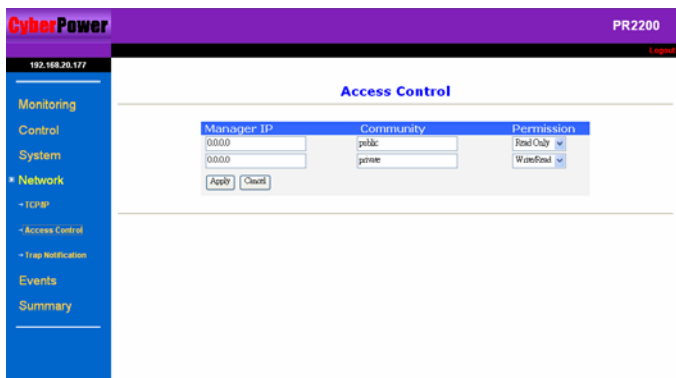 CyberPower
PR2200
Logout
192.168.20.177
Access Control
Monitoring
Control
System
Network
TCP/IP
Access Control
Trap Notification
Events
Summary
Manager IP Community Permission
0.0.0.0 public Read Only
0.0.0.0 private Write/Read
Apply Cancel